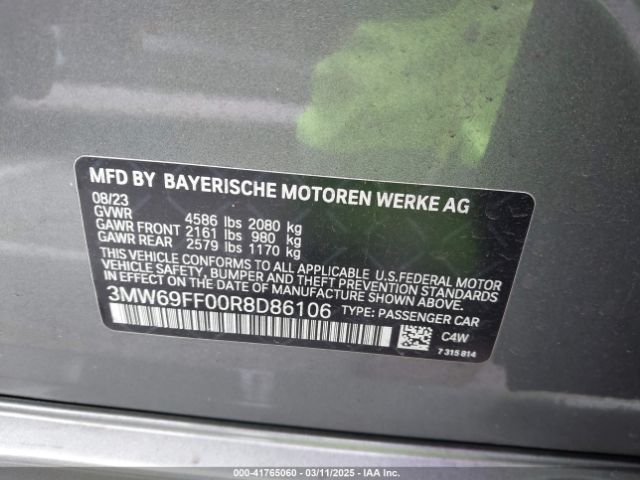 MFD BY BAYERISCHE MOTOREN WERKE AG
08/23
GVWR 4586 lbs 2080 kg
GAWR FRONT 2161 lbs 980 kg
GAWR REAR 2579 lbs 1170 kg
THIS VEHICLE CONFORMS TO ALL APPLICABLE U.S.FEDERAL MOTOR
VEHICLE SAFETY, BUMPER AND THEFT PREVENTION STANDARDS
IN EFFECT ON THE DATE OF MANUFACTURE SHOWN ABOVE.
3MW69FF00R8D86106 TYPE: PASSENGER CAR
C4W
7 315 814
000-41765060 - 03/11/2025 - IAA Inc.